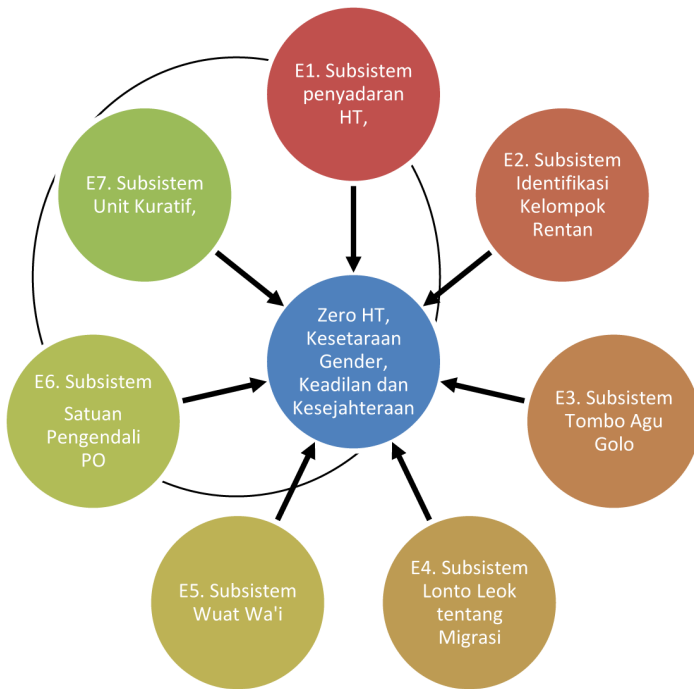 E1. Subsistem
penyadaran
HT,
E2. Subsistem
Identifikasi
Kelompok
Rentan
E3. Subsistem
Tombo Agu
Golo
E4. Subsistem
Lonto Leok
tentang
Migrasi
E5. Subsistem
Wuat Wa'i
E6. Subsistem
Satuan
Pengendali
PO
E7. Subsistem
Unit Kuratif,
Zero HT,
Kesetaraan
Gender,
Keadilan dan
Kesejahteraan